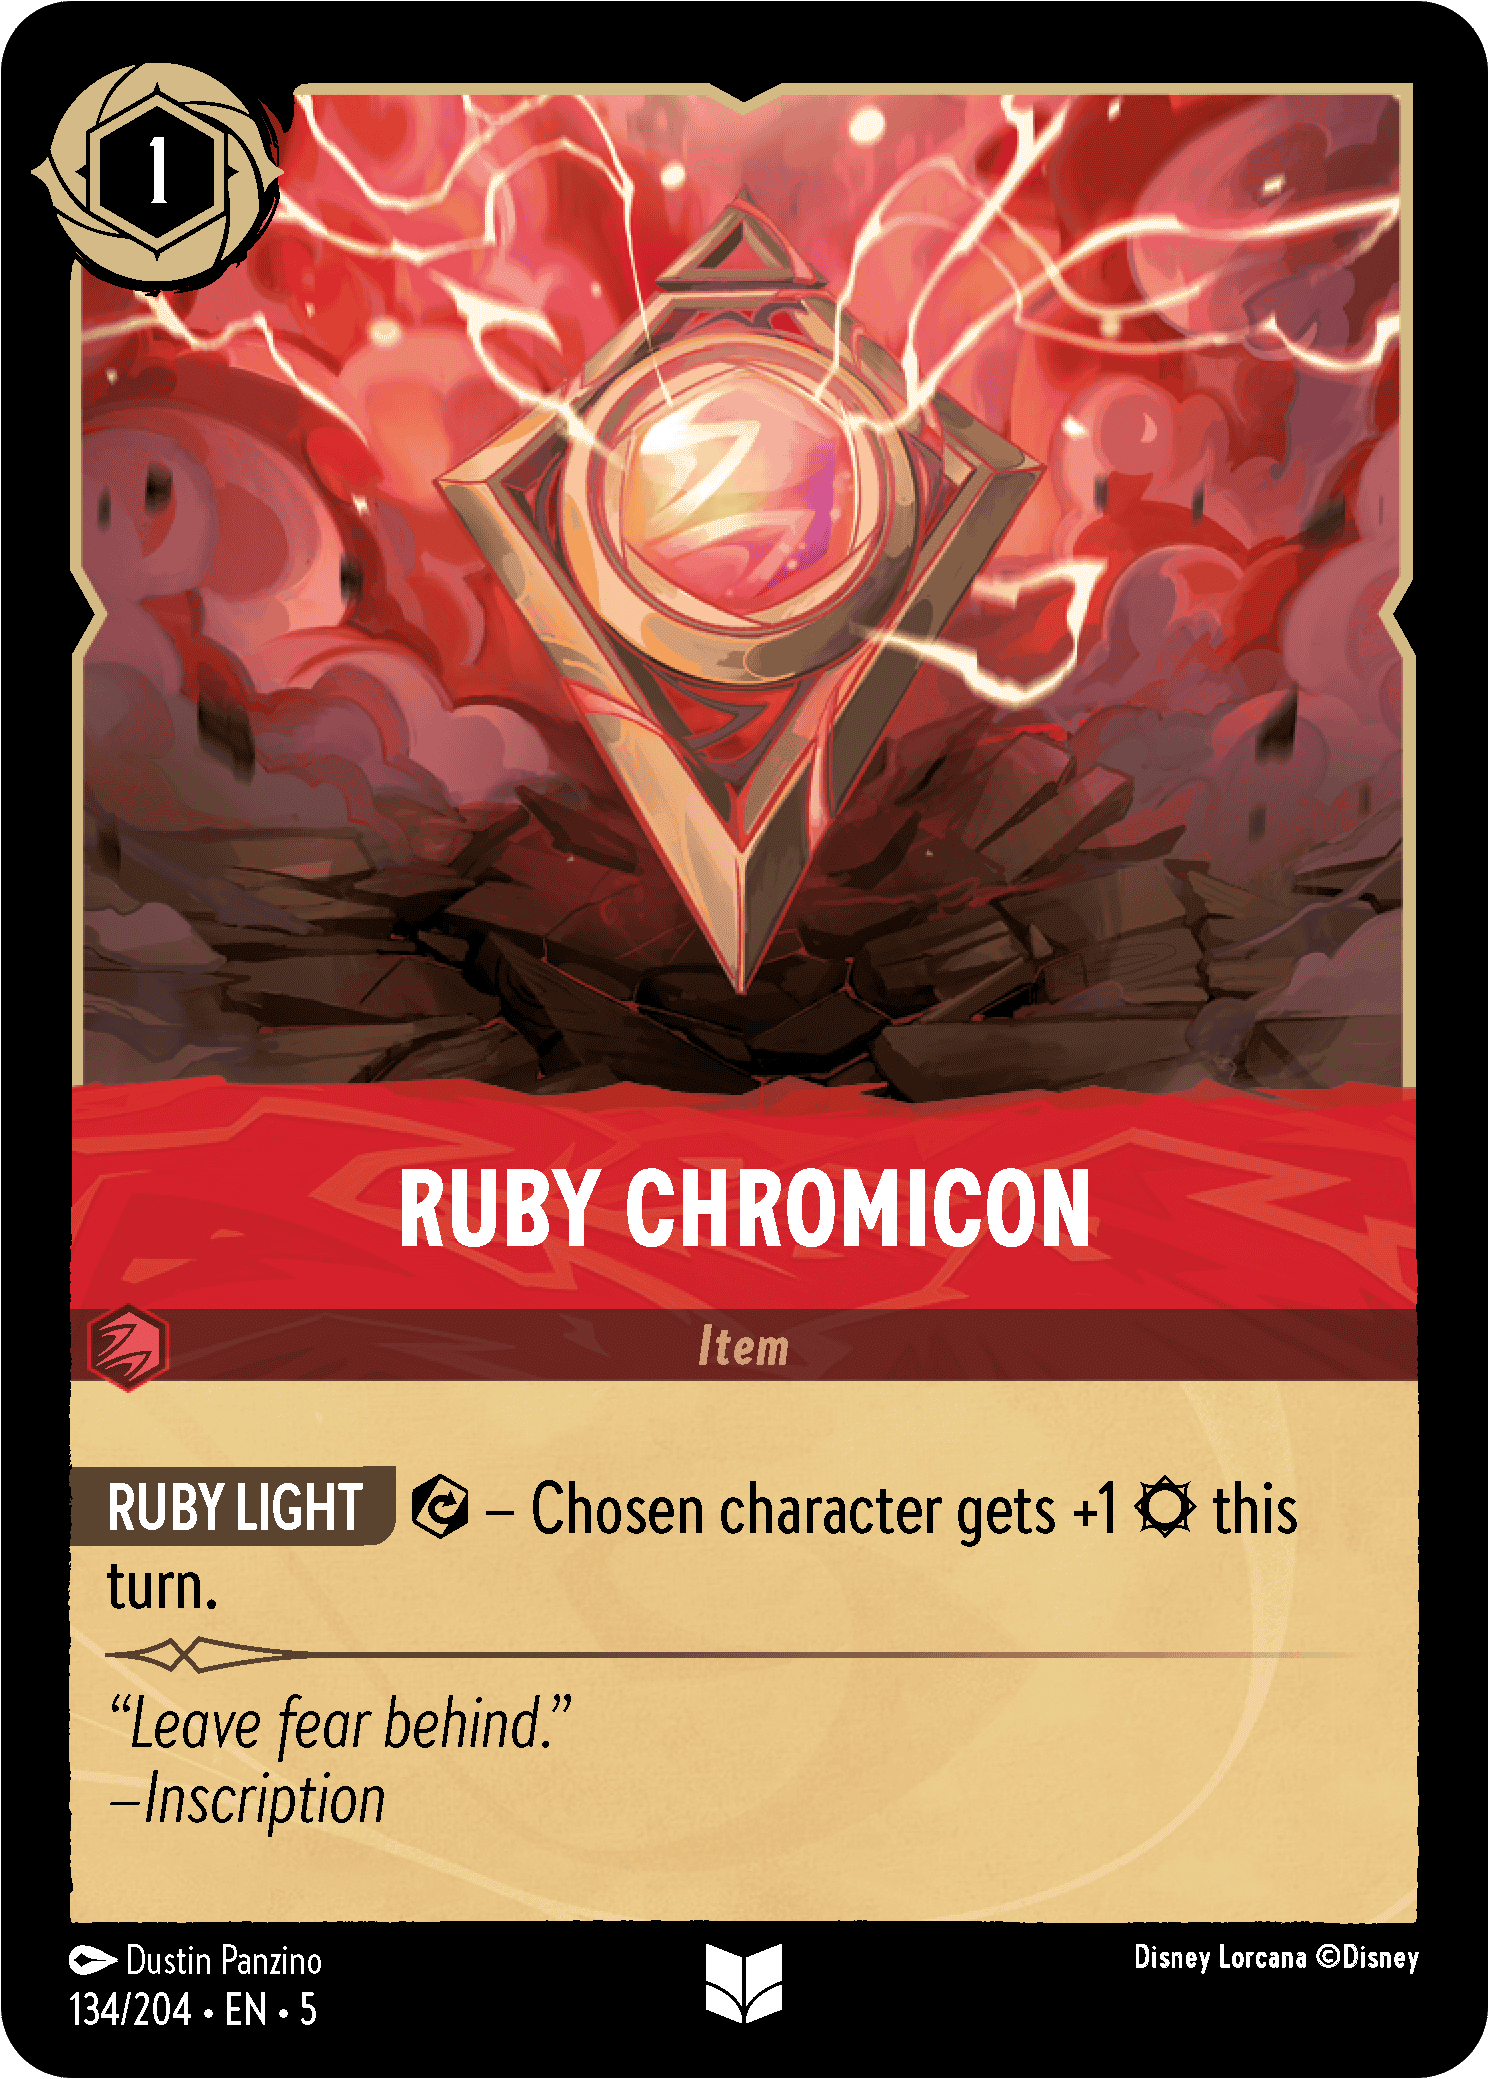 1
RUBY CHROMICON
Item
RUBY LIGHT – Chosen character gets +1 this
turn.
“Leave fear behind.”
–Inscription
Dustin Panzino
Disney Lorcana ©Disney
134/204 • EN • 5